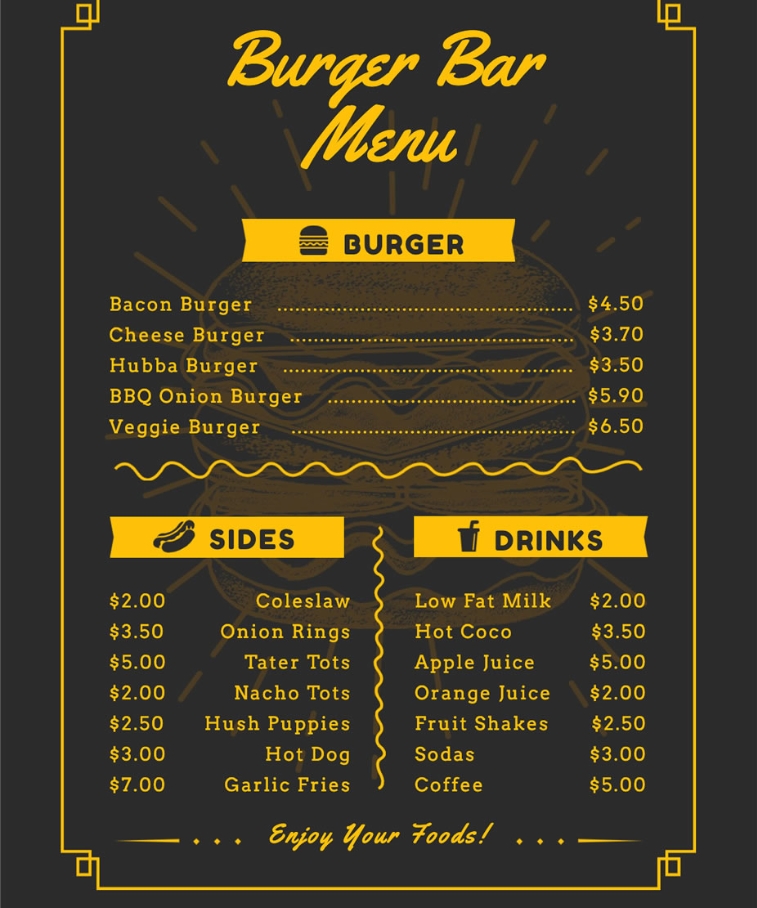 Burger Bar
Menu
BURGER
Bacon Burger ........ $4.50
Cheese Burger ........ $3.70
Hubba Burger ........ $3.50
BBQ Onion Burger ........ $5.90
Veggie Burger ........ $6.50
SIDES
$2.00 Coleslaw
$3.50 Onion Rings
$5.00 Tater Tots
$2.00 Nacho Tots
$2.50 Hush Puppies
$3.00 Hot Dog
$7.00 Garlic Fries
DRINKS
Low Fat Milk $2.00
Hot Coco $3.50
Apple Juice $5.00
Orange Juice $2.00
Fruit Shakes $2.50
Sodas $3.00
Coffee $5.00
Enjoy Your Foods!